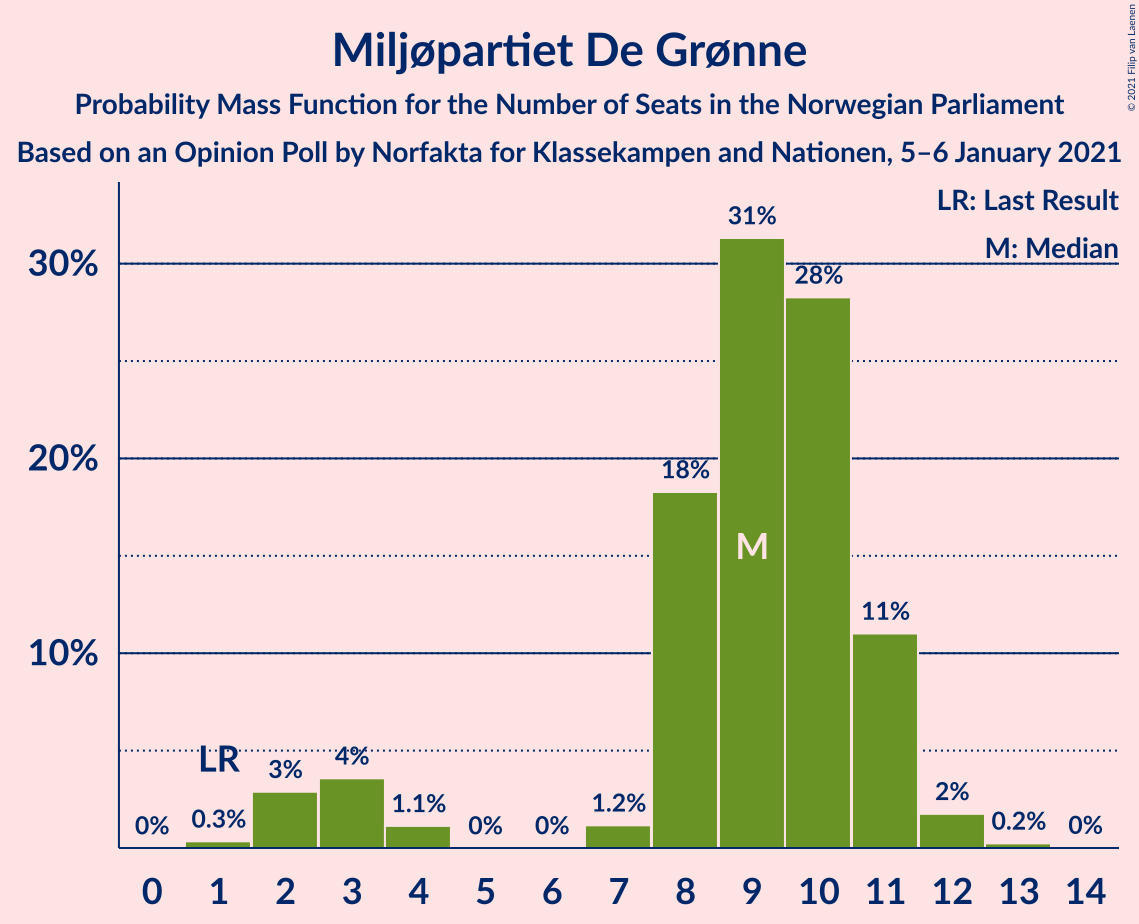 Miljøpartiet De Grønne
Probability Mass Function for the Number of Seats in the Norwegian Parliament
Based on an Opinion Poll by Norfakta for Klassekampen and Nationen, 5–6 January 2021
© 2021 Filip van Laenen
LR: Last Result
M: Median
30%
20%
10%
0%
0.3%
LR
3%
4%
1.1%
0%
0%
1.2%
18%
31%
M
28%
11%
2%
0.2%
0%
0 1 2 3 4 5 6 7 8 9 10 11 12 13 14